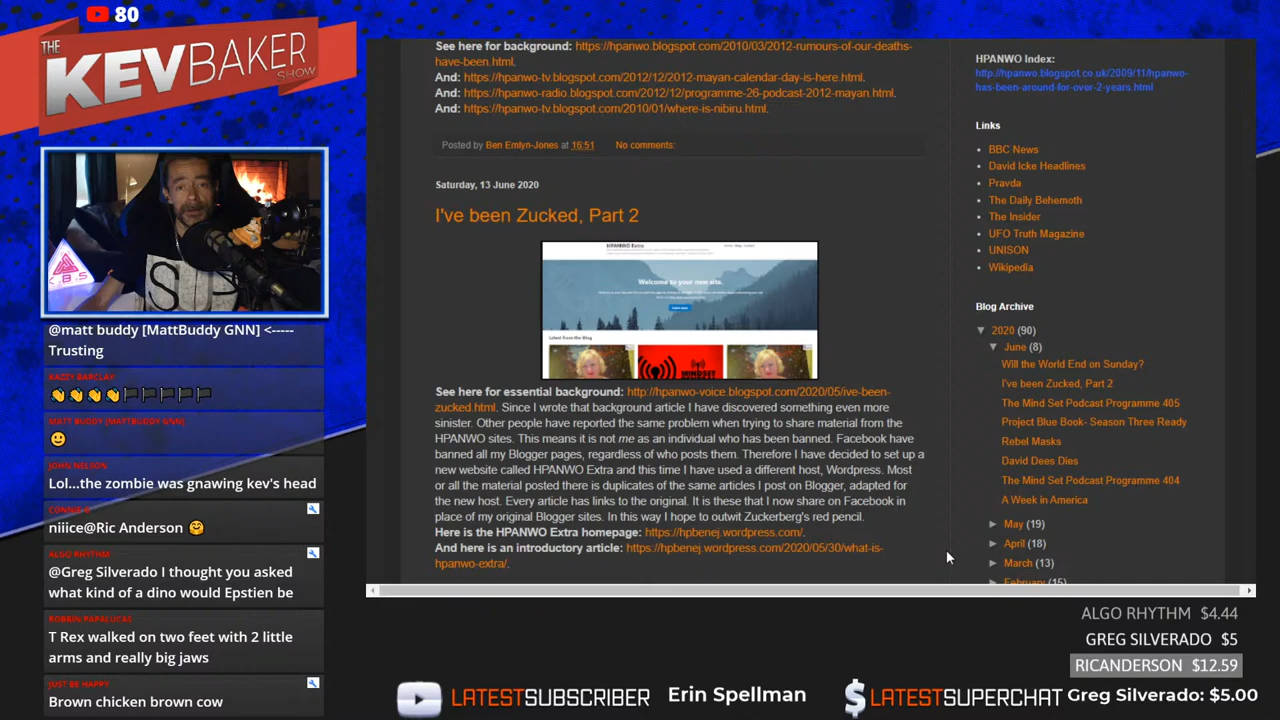 80
THE
KEVBAKER
SHOW
@matt buddy [MattBuddy GNN] <-----
Trusting
KAZZY BARCLAY
👏👏👏👏🏴🏴🏴🏴🏴
MATT BUDDY [MATTBUDDY GNN]
🙂
JOHN NELSON
Lol...the zombie was gnawing kev's head
CONNIE S
niiice@Ric Anderson 🤗
ALGO RHYTHM
@Greg Silverado I thought you asked
what kind of a dino would Epstien be
ROBBIN PAPALUCAS
T Rex walked on two feet with 2 little
arms and really big jaws
JUST BE HAPPY
Brown chicken brown cow
See here for background: https://hpanwo.blogspot.com/2010/03/2012-rumours-of-our-deaths-
have-been.html.
And: https://hpanwo-tv.blogspot.com/2012/12/2012-mayan-calendar-day-is-here.html.
And: https://hpanwo-radio.blogspot.com/2012/12/programme-26-podcast-2012-mayan.html.
And: https://hpanwo-tv.blogspot.com/2010/01/where-is-nibiru.html.
Posted by Ben Emlyn-Jones at 16:51 No comments:
Saturday, 13 June 2020
I've been Zucked, Part 2
HPANWO Extra
Welcome to your new site.
Latest from the Blog
MINDSET
See here for essential background: http://hpanwo-voice.blogspot.com/2020/05/ive-been-
zucked.html. Since I wrote that background article I have discovered something even more
sinister. Other people have reported the same problem when trying to share material from the
HPANWO sites. This means it is not me as an individual who has been banned. Facebook have
banned all my Blogger pages, regardless of who posts them. Therefore I have decided to set up a
new website called HPANWO Extra and this time I have used a different host, Wordpress. Most
or all the material posted there is duplicates of the same articles I post on Blogger, adapted for
the new host. Every article has links to the original. It is these that I now share on Facebook in
place of my original Blogger sites. In this way I hope to outwit Zuckerberg's red pencil.
Here is the HPANWO Extra homepage: https://hpbenej.wordpress.com/.
And here is an introductory article: https://hpbenej.wordpress.com/2020/05/30/what-is-
hpanwo-extra/.
HPANWO Index:
http://hpanwo.blogspot.co.uk/2009/11/hpanwo-
has-been-around-for-over-2-years.html
Links
BBC News
David Icke Headlines
Pravda
The Daily Behemoth
The Insider
UFO Truth Magazine
UNISON
Wikipedia
Blog Archive
▼ 2020 (90)
▼ June (8)
Will the World End on Sunday?
I've been Zucked, Part 2
The Mind Set Podcast Programme 405
Project Blue Book- Season Three Ready
Rebel Masks
David Dees Dies
The Mind Set Podcast Programme 404
A Week in America
► May (19)
► April (18)
► March (13)
► February (15)
ALGO RHYTHM $4.44
GREG SILVERADO $5
RICANDERSON $12.59
LATESTSUBSCRIBER Erin Spellman
LATESTSUPERCHAT Greg Silverado: $5.00